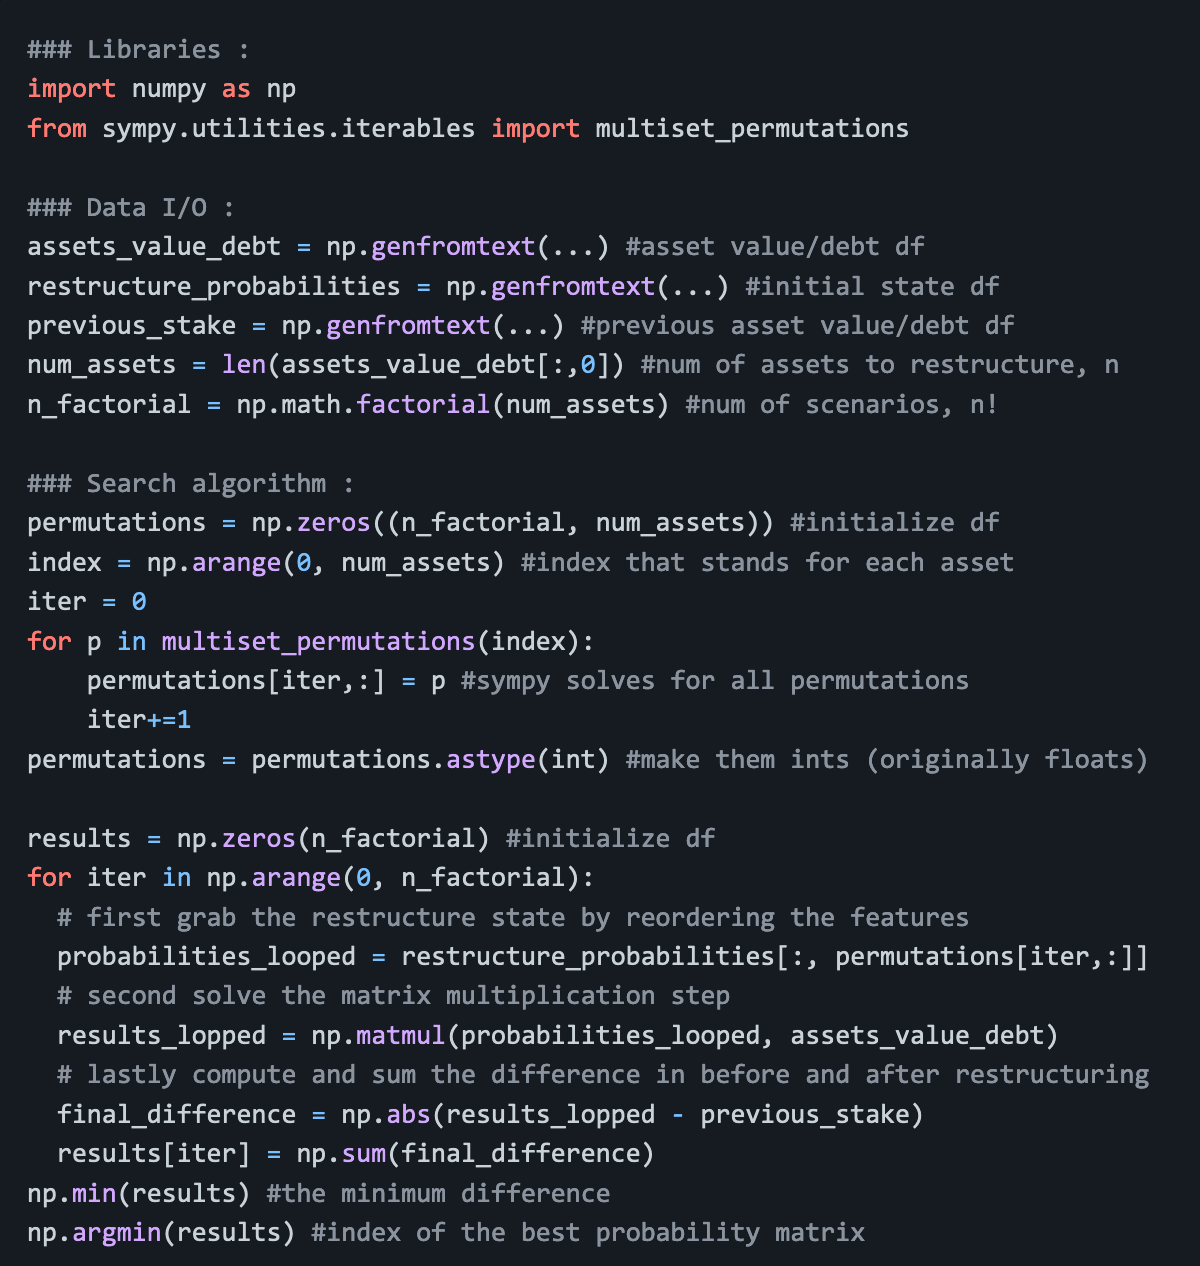 ### Libraries :
import numpy as np
from sympy.utilities.iterables import multiset_permutations

### Data I/O :
assets_value_debt = np.genfromtext(...) #asset value/debt df
restructure_probabilities = np.genfromtext(...) #initial state df
previous_stake = np.genfromtext(...) #previous asset value/debt df
num_assets = len(assets_value_debt[:,0]) #num of assets to restructure, n
n_factorial = np.math.factorial(num_assets) #num of scenarios, n!

### Search algorithm :
permutations = np.zeros((n_factorial, num_assets)) #initialize df
index = np.arange(0, num_assets) #index that stands for each asset
iter = 0
for p in multiset_permutations(index):
    permutations[iter,:] = p #sympy solves for all permutations
    iter+=1
permutations = permutations.astype(int) #make them ints (originally floats)

results = np.zeros(n_factorial) #initialize df
for iter in np.arange(0, n_factorial):
  # first grab the restructure state by reordering the features
  probabilities_looped = restructure_probabilities[:, permutations[iter,:]]
  # second solve the matrix multiplication step
  results_lopped = np.matmul(probabilities_looped, assets_value_debt)
  # lastly compute and sum the difference in before and after restructuring
  final_difference = np.abs(results_lopped - previous_stake)
  results[iter] = np.sum(final_difference)
np.min(results) #the minimum difference
np.argmin(results) #index of the best probability matrix